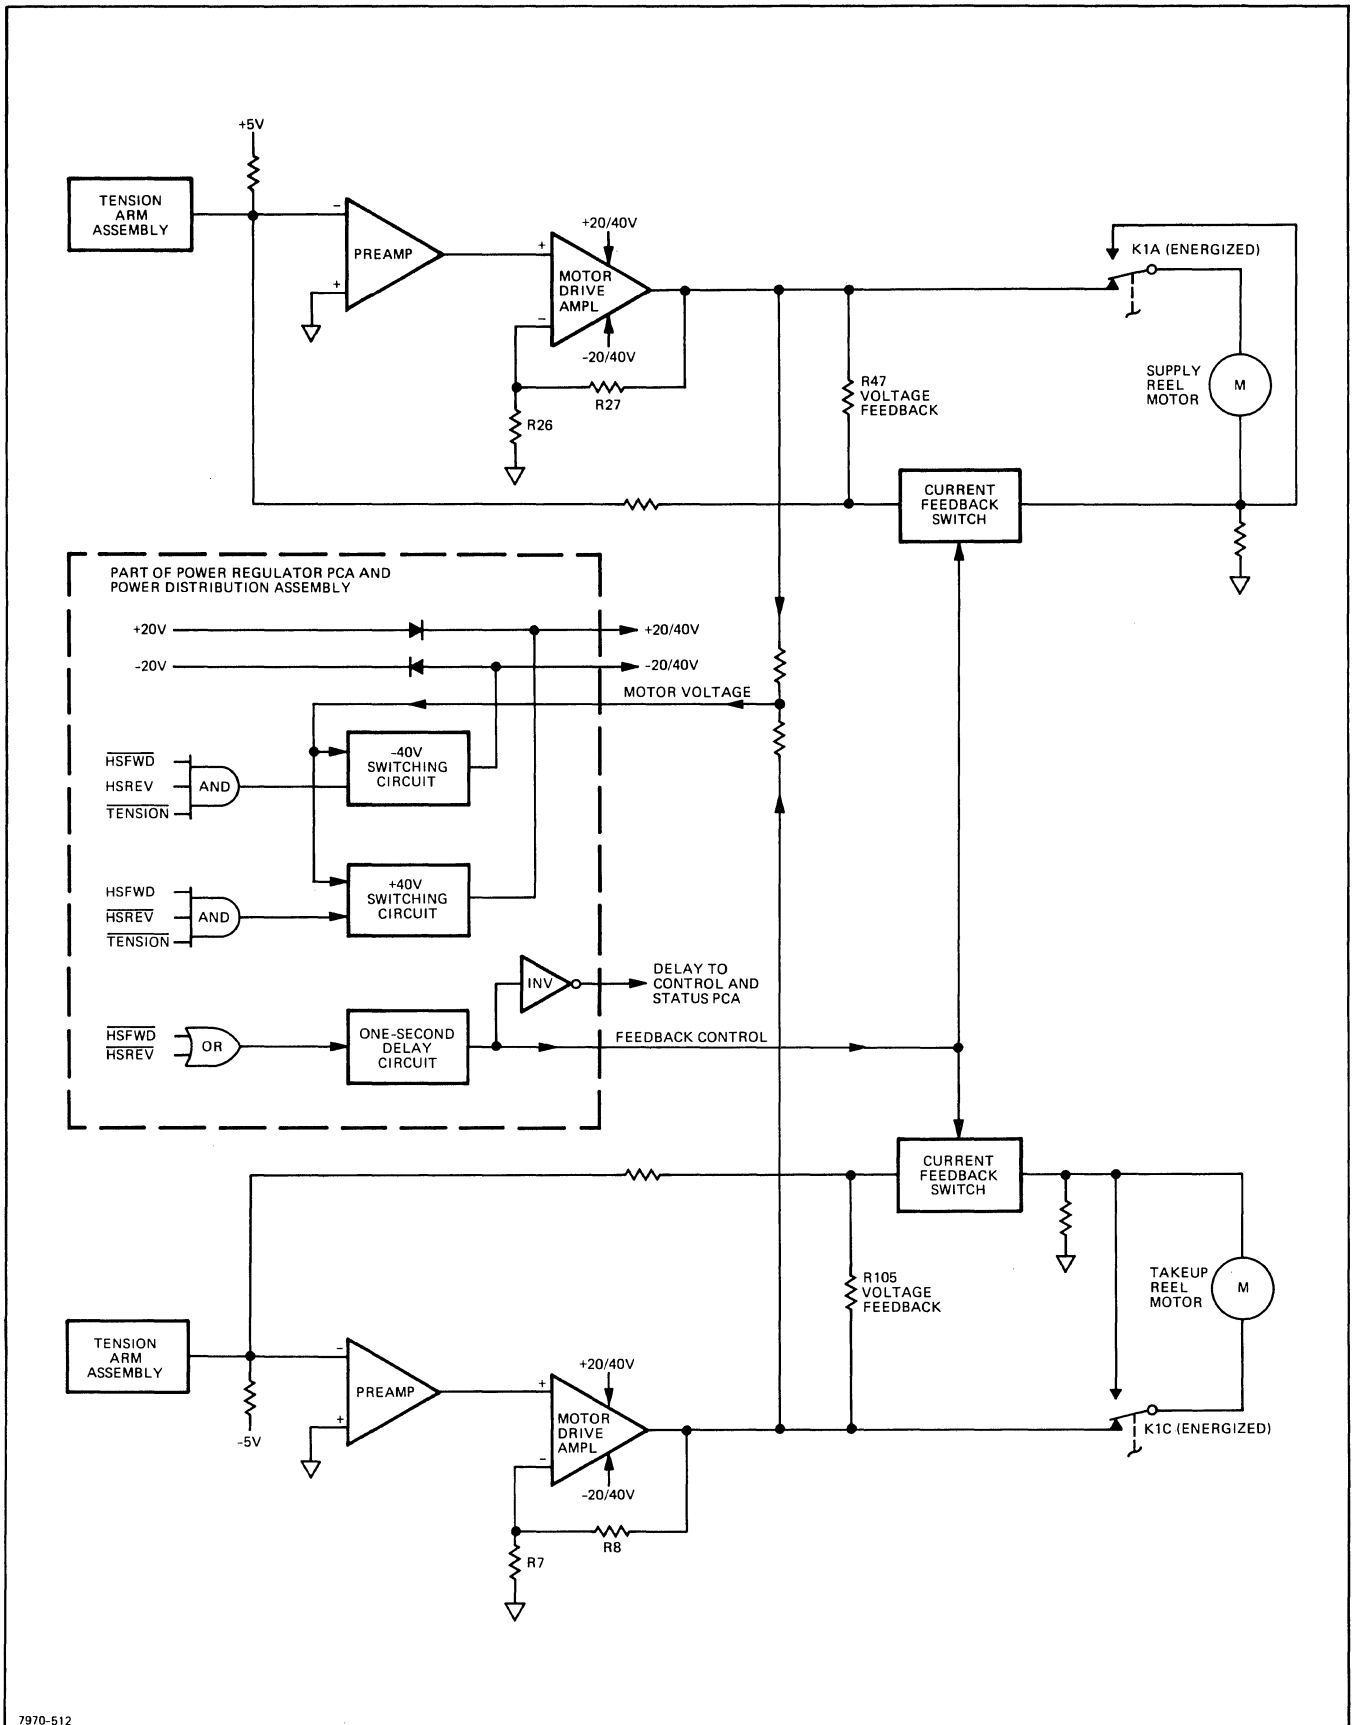 +5V
TENSION
ARM
ASSEMBLY
−
PREAMP
+
+
+20/40V
MOTOR
DRIVE
AMPL
−
-20/40V
R27
R26
K1A (ENERGIZED)
R47
VOLTAGE
FEEDBACK
SUPPLY
REEL
MOTOR
M
CURRENT
FEEDBACK
SWITCH
PART OF POWER REGULATOR PCA AND
POWER DISTRIBUTION ASSEMBLY
+20V
+20/40V
-20V
-20/40V
MOTOR VOLTAGE
HSFWD
HSREV
TENSION
AND
-40V
SWITCHING
CIRCUIT
HSFWD
HSREV
TENSION
AND
+40V
SWITCHING
CIRCUIT
INV
DELAY TO
CONTROL AND
STATUS PCA
HSFWD
HSREV
OR
ONE-SECOND
DELAY
CIRCUIT
FEEDBACK CONTROL
CURRENT
FEEDBACK
SWITCH
R105
VOLTAGE
FEEDBACK
TAKEUP
REEL
MOTOR
M
TENSION
ARM
ASSEMBLY
−
PREAMP
+
-5V
+
+20/40V
MOTOR
DRIVE
AMPL
−
-20/40V
K1C (ENERGIZED)
R8
R7
7970-512